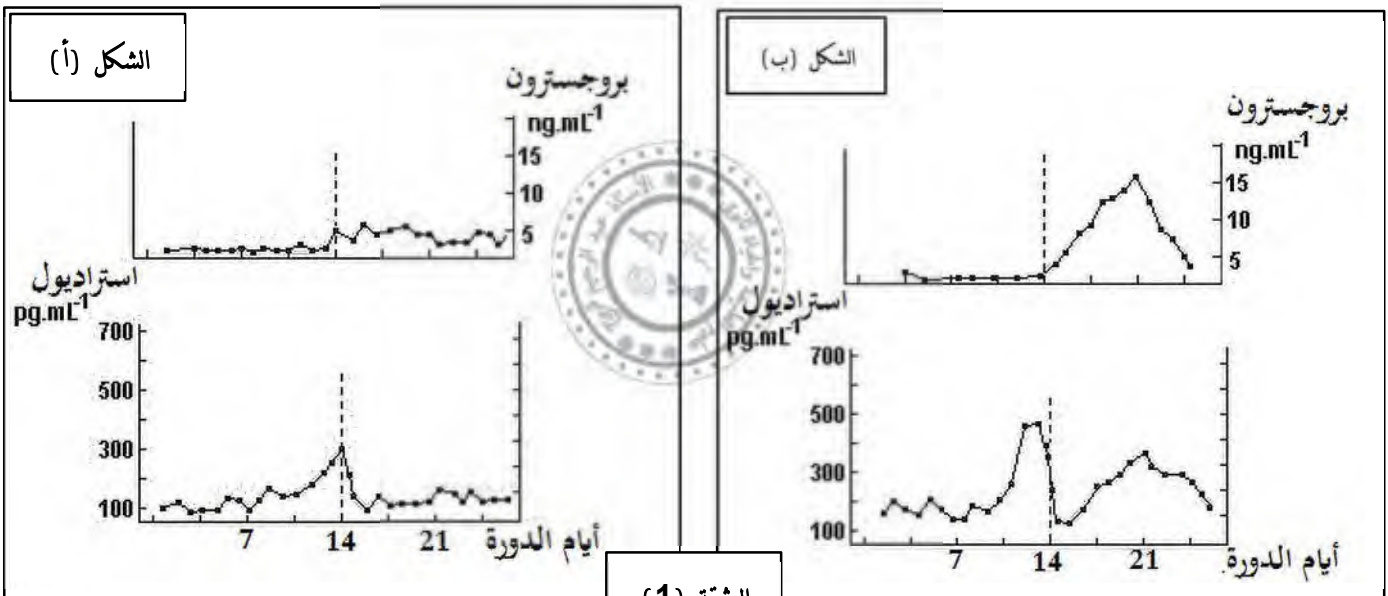 الشكل (أ)
بروجسترون
ng.mL-1
15
10
5
استراديول
pg.mL-1
700
500
300
100
7 14 21 أيام الدورة
الشكل (ب)
بروجسترون
ng.mL-1
15
10
5
استراديول
pg.mL-1
700
500
300
100
7 14 21 أيام الدورة
(1)